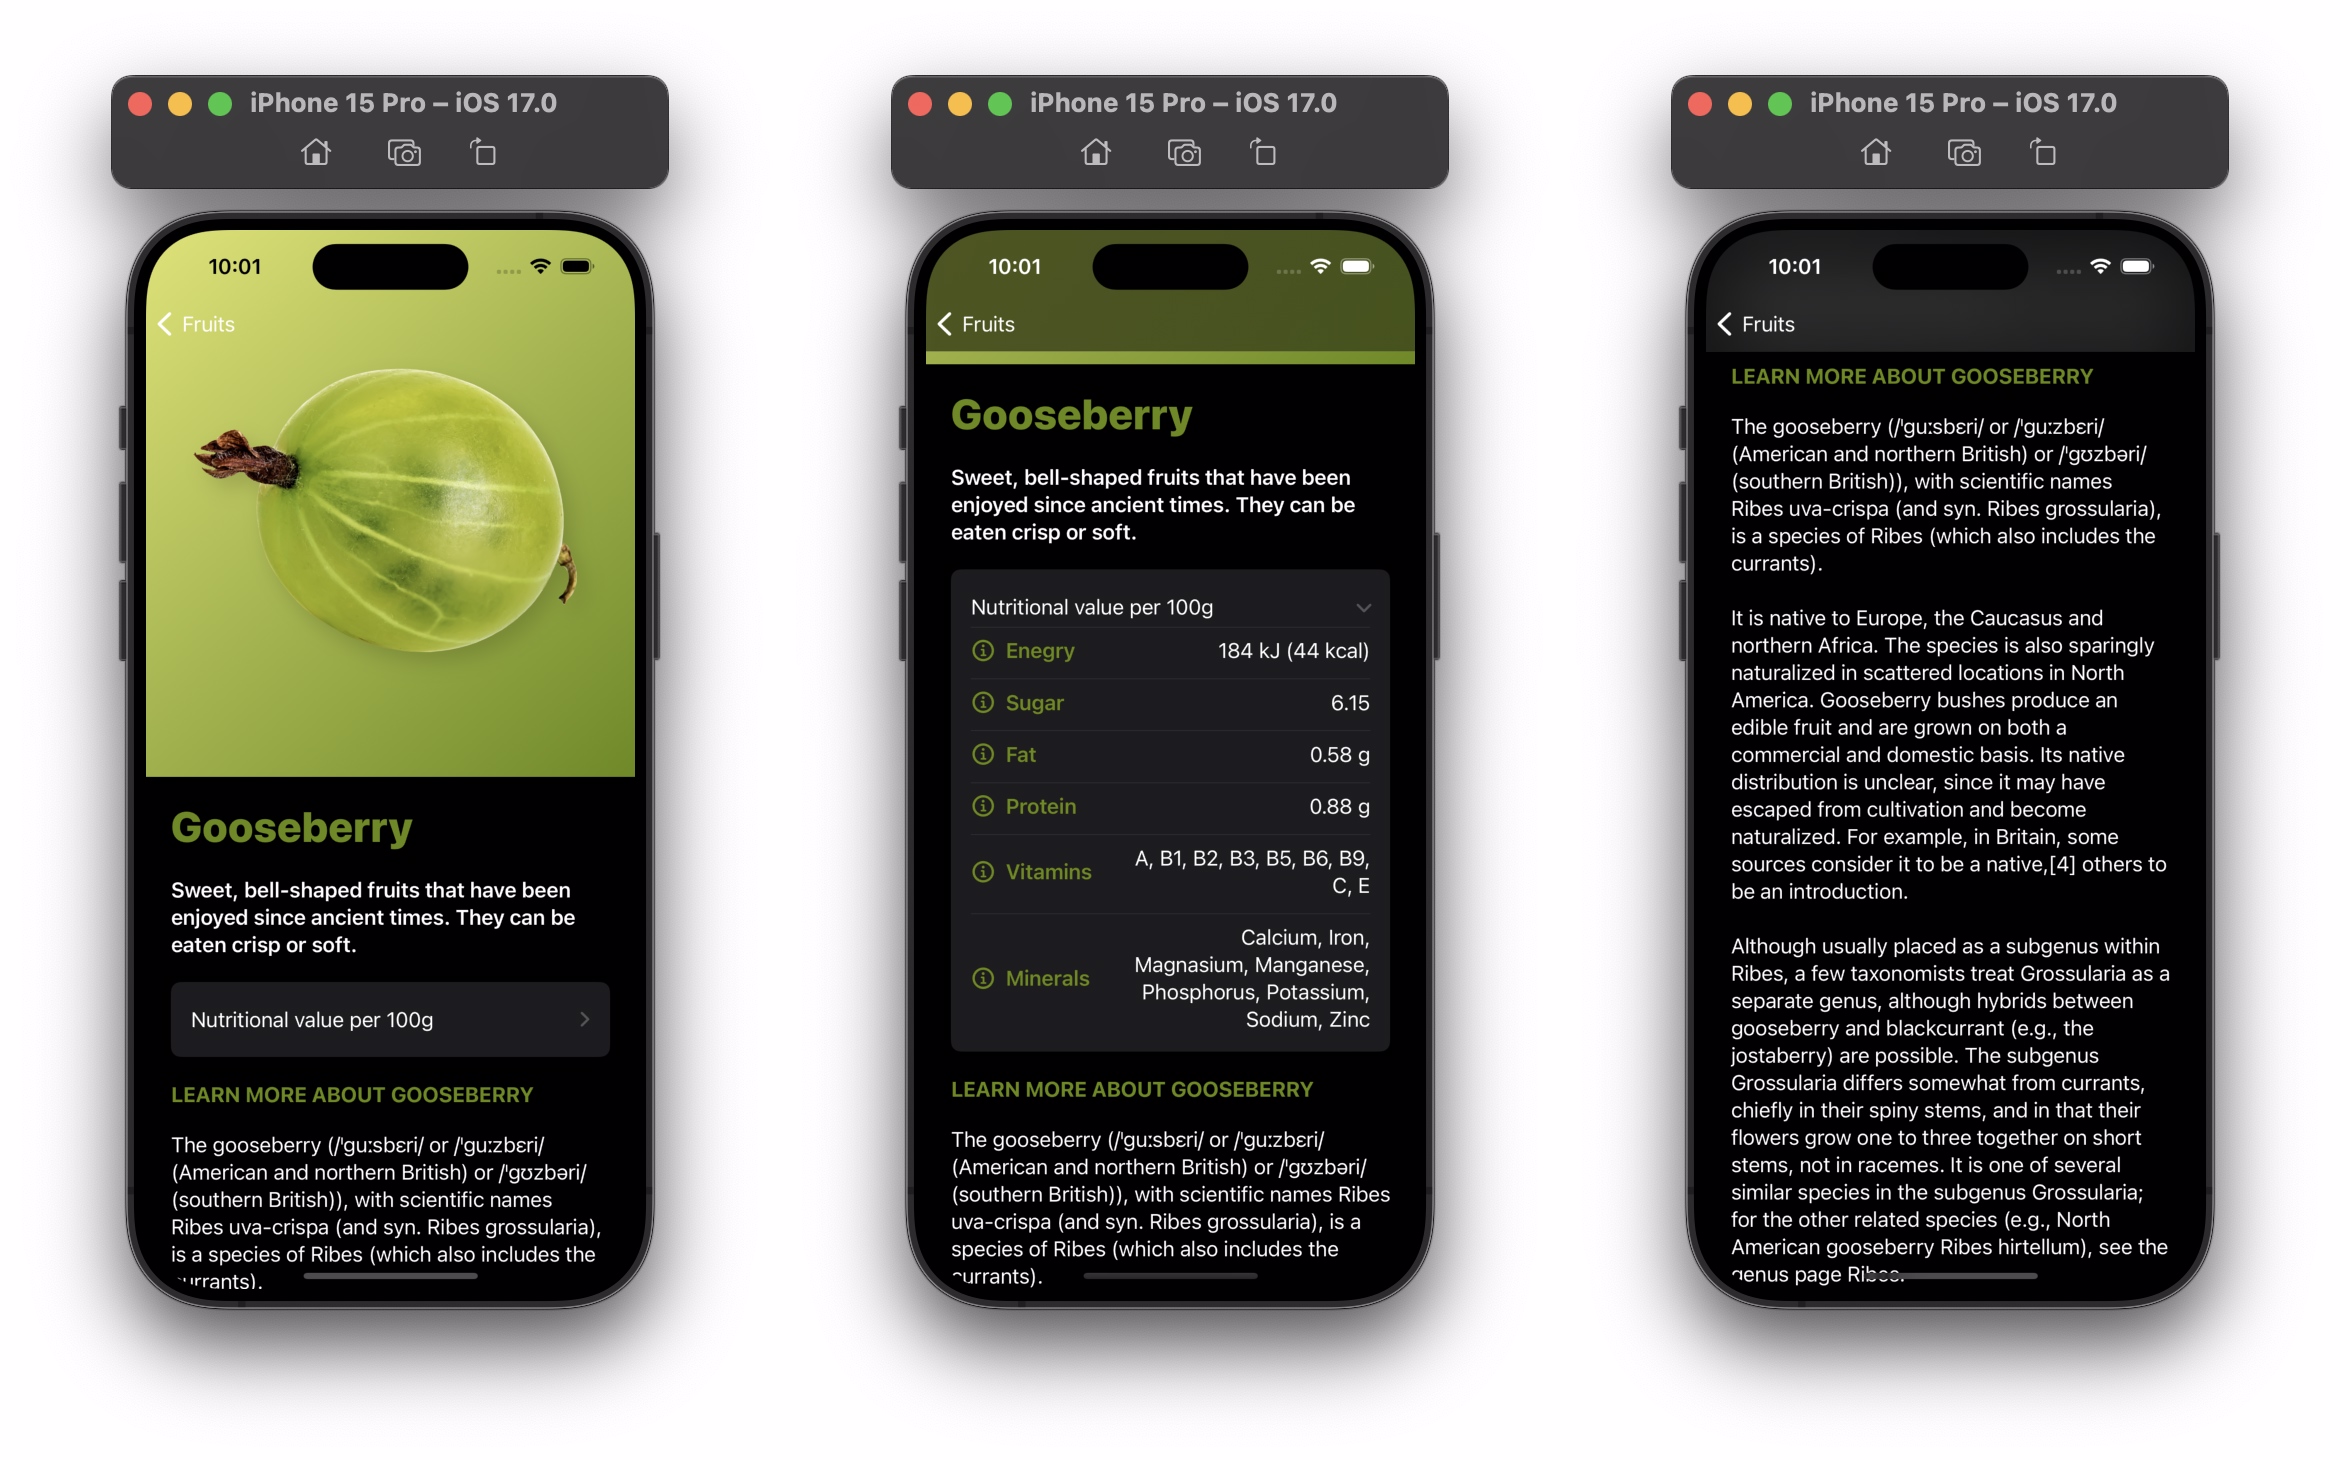 iPhone 15 Pro – iOS 17.0
10:01
Fruits
Gooseberry
Sweet, bell-shaped fruits that have been
enjoyed since ancient times. They can be
eaten crisp or soft.
Nutritional value per 100g
LEARN MORE ABOUT GOOSEBERRY
The gooseberry (/'guːsbɛri/ or /'guːzbɛri/
(American and northern British) or /'gʊzbəri/
(southern British)), with scientific names
Ribes uva-crispa (and syn. Ribes grossularia),
is a species of Ribes (which also includes the
currants).
iPhone 15 Pro – iOS 17.0
10:01
Fruits
Gooseberry
Sweet, bell-shaped fruits that have been
enjoyed since ancient times. They can be
eaten crisp or soft.
Nutritional value per 100g
Enegry 184 kJ (44 kcal)
Sugar 6.15
Fat 0.58 g
Protein 0.88 g
Vitamins A, B1, B2, B3, B5, B6, B9,
C, E
Calcium, Iron,
Magnasium, Manganese,
Minerals Phosphorus, Potassium,
Sodium, Zinc
LEARN MORE ABOUT GOOSEBERRY
The gooseberry (/'guːsbɛri/ or /'guːzbɛri/
(American and northern British) or /'gʊzbəri/
(southern British)), with scientific names Ribes
uva-crispa (and syn. Ribes grossularia), is a
species of Ribes (which also includes the
currants).
iPhone 15 Pro – iOS 17.0
10:01
Fruits
LEARN MORE ABOUT GOOSEBERRY
The gooseberry (/'guːsbɛri/ or /'guːzbɛri/
(American and northern British) or /'gʊzbəri/
(southern British)), with scientific names
Ribes uva-crispa (and syn. Ribes grossularia),
is a species of Ribes (which also includes the
currants).
It is native to Europe, the Caucasus and
northern Africa. The species is also sparingly
naturalized in scattered locations in North
America. Gooseberry bushes produce an
edible fruit and are grown on both a
commercial and domestic basis. Its native
distribution is unclear, since it may have
escaped from cultivation and become
naturalized. For example, in Britain, some
sources consider it to be a native,[4] others to
be an introduction.
Although usually placed as a subgenus within
Ribes, a few taxonomists treat Grossularia as a
separate genus, although hybrids between
gooseberry and blackcurrant (e.g., the
jostaberry) are possible. The subgenus
Grossularia differs somewhat from currants,
chiefly in their spiny stems, and in that their
flowers grow one to three together on short
stems, not in racemes. It is one of several
similar species in the subgenus Grossularia;
for the other related species (e.g., North
American gooseberry Ribes hirtellum), see the
genus page Ribes.